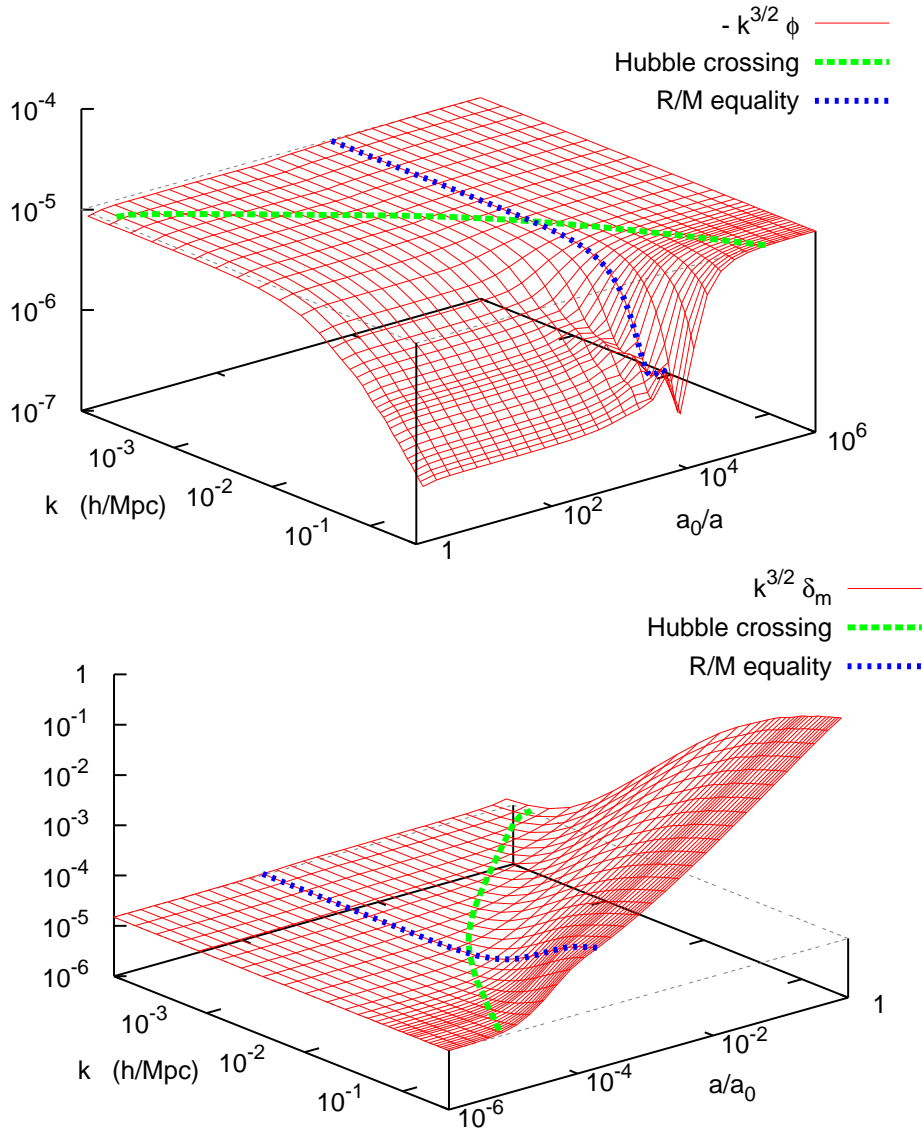 - k^{3/2} ϕ
Hubble crossing
R/M equality
10^{-4}
10^{-5}
10^{-6}
10^{-7}
10^{-3}
10^{-2}
10^{-1}
k (h/Mpc)
1
10^{2}
10^{4}
10^{6}
a_0/a
k^{3/2} δ_m
Hubble crossing
R/M equality
1
10^{-1}
10^{-2}
10^{-3}
10^{-4}
10^{-5}
10^{-6}
10^{-3}
10^{-2}
10^{-1}
k (h/Mpc)
10^{-6}
10^{-4}
10^{-2}
1
a/a_0